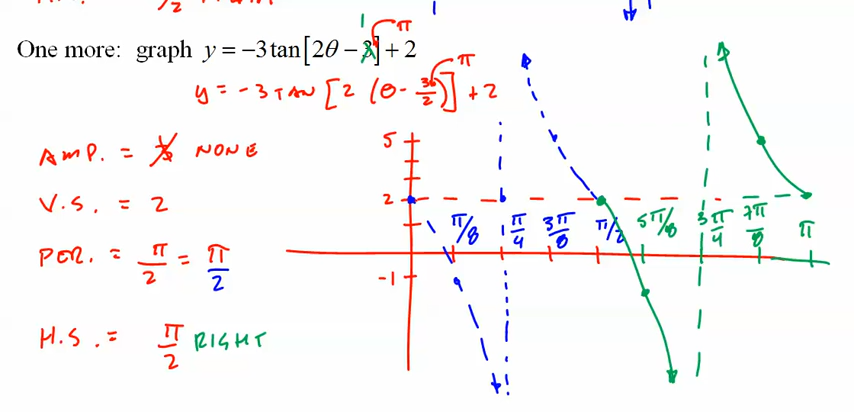 1 π
One more: graph y = −3tan[2θ − 3] + 2
y = -3 TAN [2 (θ - π/2)] + 2
AMP. = 3 NONE
V.S. = 2
PER. = π/2 = π/2
H.S. = π/2 RIGHT
5
2
-1
π/8 π/4 3π/8 π/2 5π/8 3π/4 7π/8 π